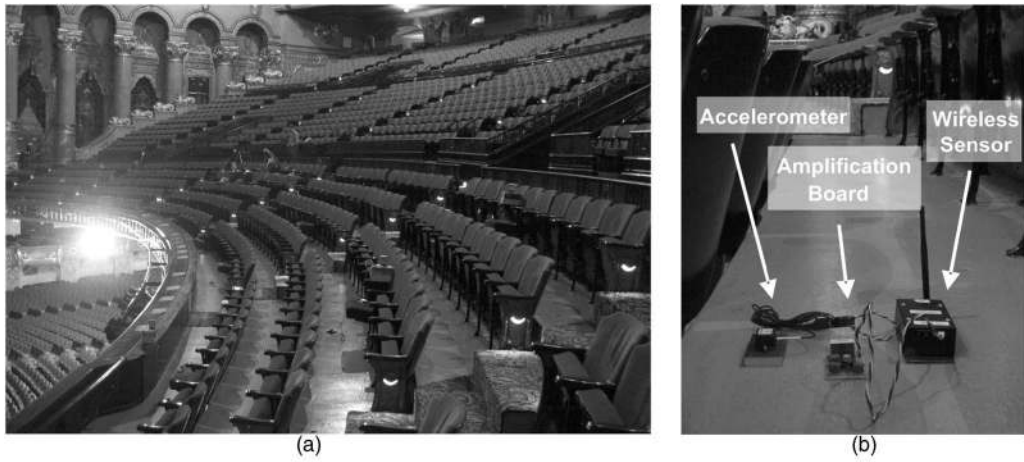 Accelerometer
Amplification
Board
Wireless
Sensor
(a)
(b)